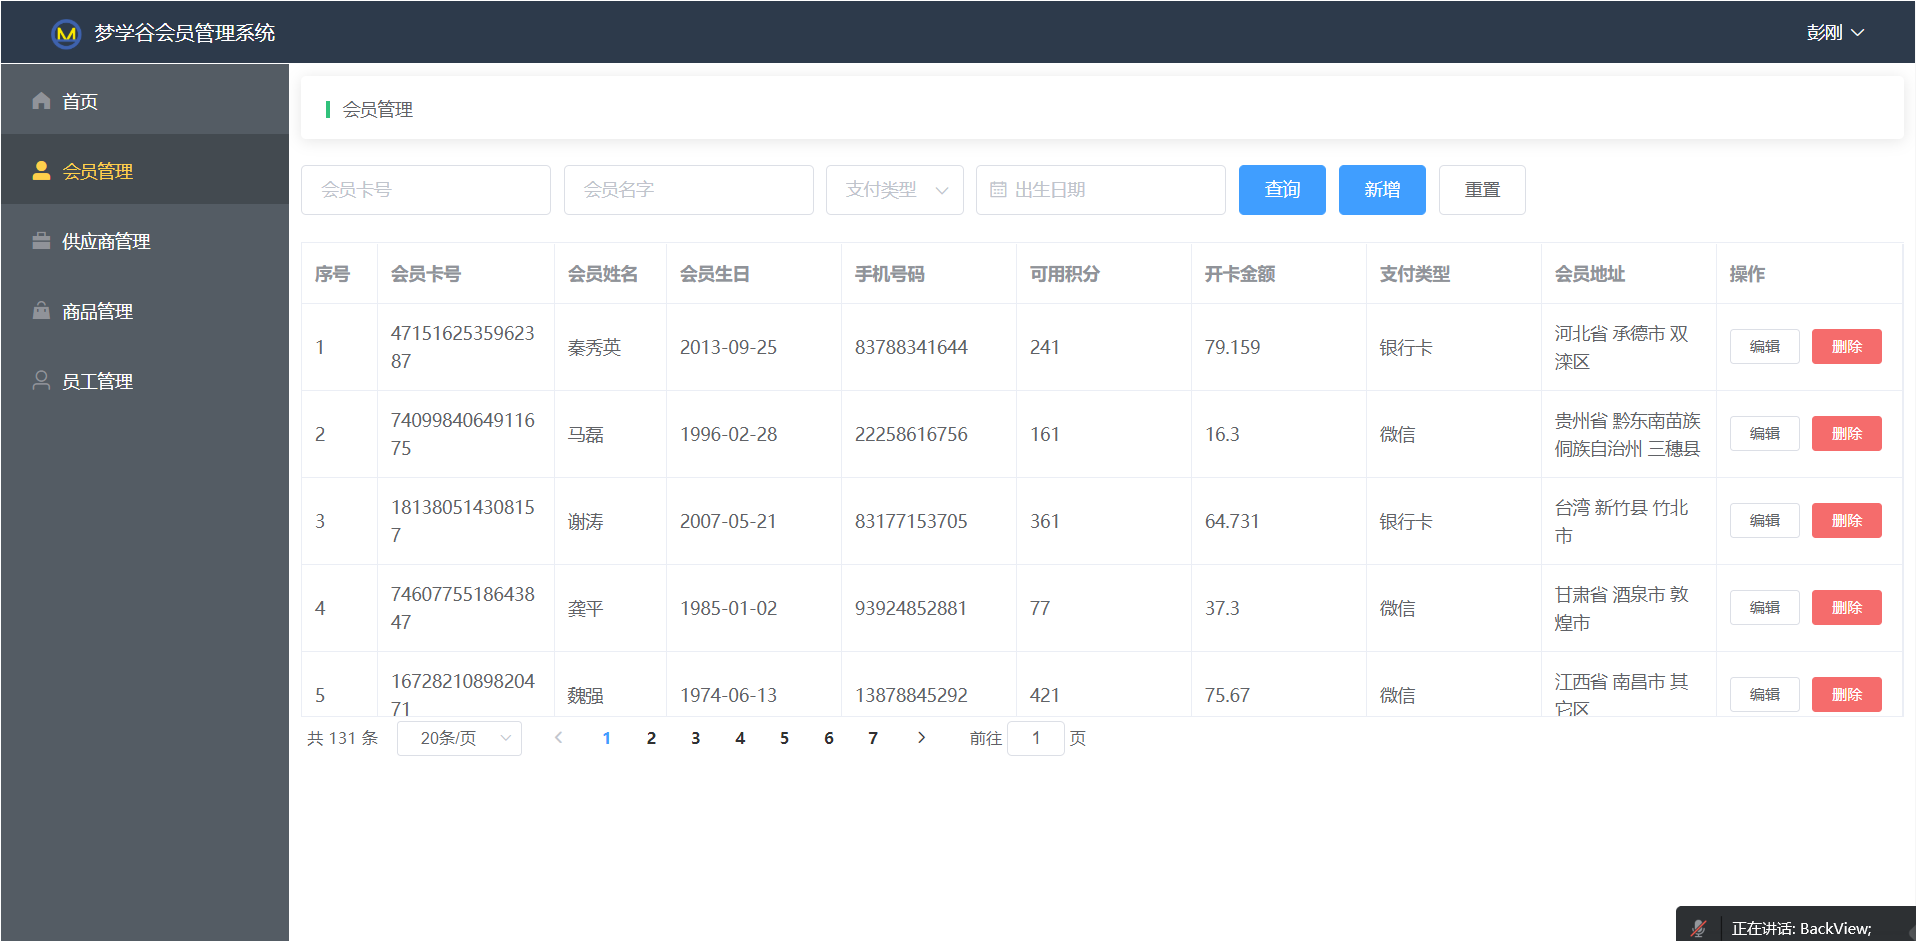 梦学谷会员管理系统
彭刚
首页
会员管理
供应商管理
商品管理
员工管理
会员管理
会员卡号 会员名字 支付类型 出生日期 查询 新增 重置
序号 会员卡号 会员姓名 会员生日 手机号码 可用积分 开卡金额 支付类型 会员地址 操作
1 47151625359623 秦秀英 2013-09-25 83788341644 241 79.159 银行卡 河北省 承德市 双 编辑 删除
87 滦区
2 74099840649116 马磊 1996-02-28 22258616756 161 16.3 微信 贵州省 黔东南苗族 编辑 删除
75 侗族自治州 三穗县
3 18138051430815 谢涛 2007-05-21 83177153705 361 64.731 银行卡 台湾 新竹县 竹北 编辑 删除
7 市
4 74607755186438 龚平 1985-01-02 93924852881 77 37.3 微信 甘肃省 酒泉市 敦 编辑 删除
47 煌市
5 16728210898204 魏强 1974-06-13 13878845292 421 75.67 微信 江西省 南昌市 其 编辑 删除
71 它区
共 131 条 20条/页 1 2 3 4 5 6 7 前往 1 页
正在讲话: BackView;